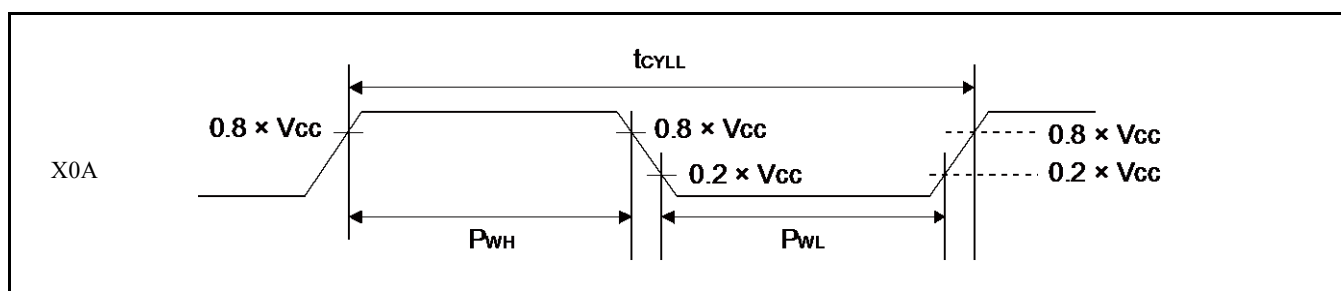 tCYLL
0.8 × Vcc
0.8 × Vcc
0.8 × Vcc
X0A
0.2 × Vcc
0.2 × Vcc
PWH
PWL